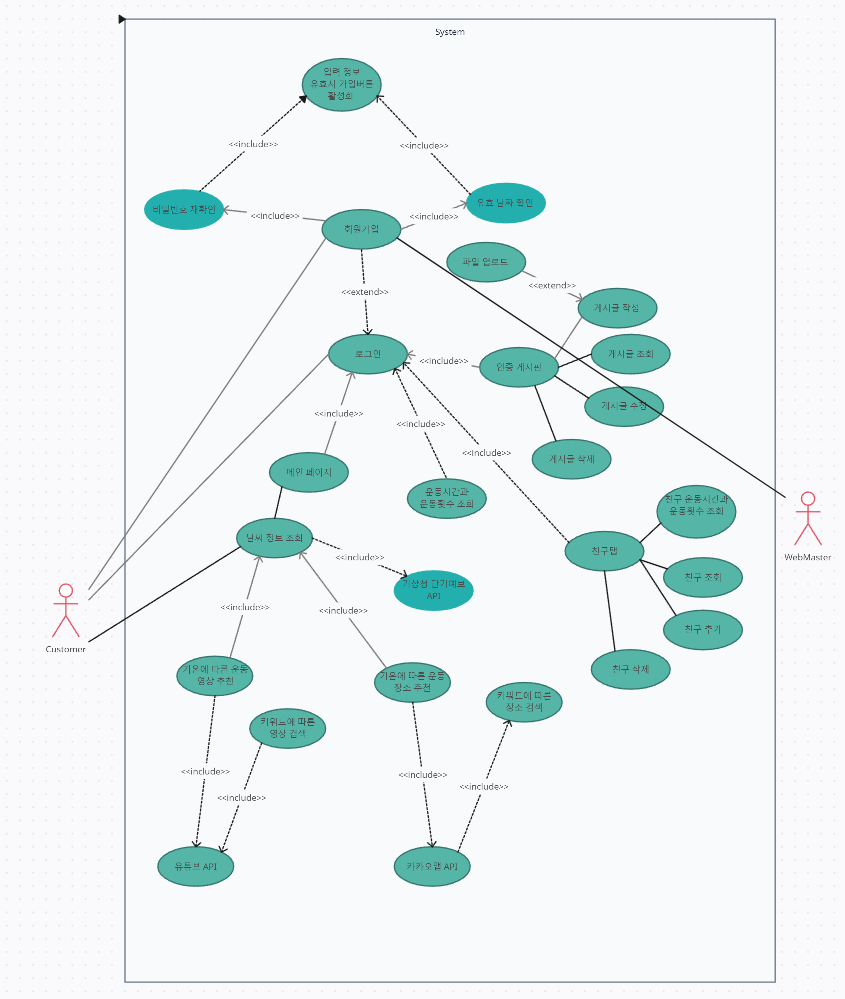 System
입력 정보
유효시 가입버튼
활성화
<<include>>
<<include>>
비밀번호 재확인
<<include>>
<<include>>
유효 날짜 확인
회원가입
파일 업로드
<<extend>>
<<extend>>
게시글 작성
로그인
<<include>>
인증 게시판
게시글 조회
<<include>>
<<include>>
게시글 수정
<<include>>
게시글 삭제
메인 페이지
운동시간과
운동횟수 조회
친구 운동시간과
운동횟수 조회
WebMaster
날씨 정보 조회
<<include>>
친구탭
기상청 단기예보
API
친구 조회
<<include>>
<<include>>
친구 추가
Customer
기온에 따른 운동
영상 추천
기온에 따른 운동
장소 추천
친구 삭제
키워드에 따른
영상 검색
키워드에 따른
장소 검색
<<include>>
<<include>>
<<include>>
<<include>>
유튜브 API
카카오맵 API